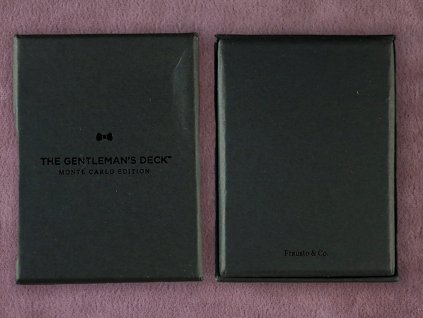 THE GENTLEMAN'S DECK™
MONTE CARLO EDITION
Frausto & Co.